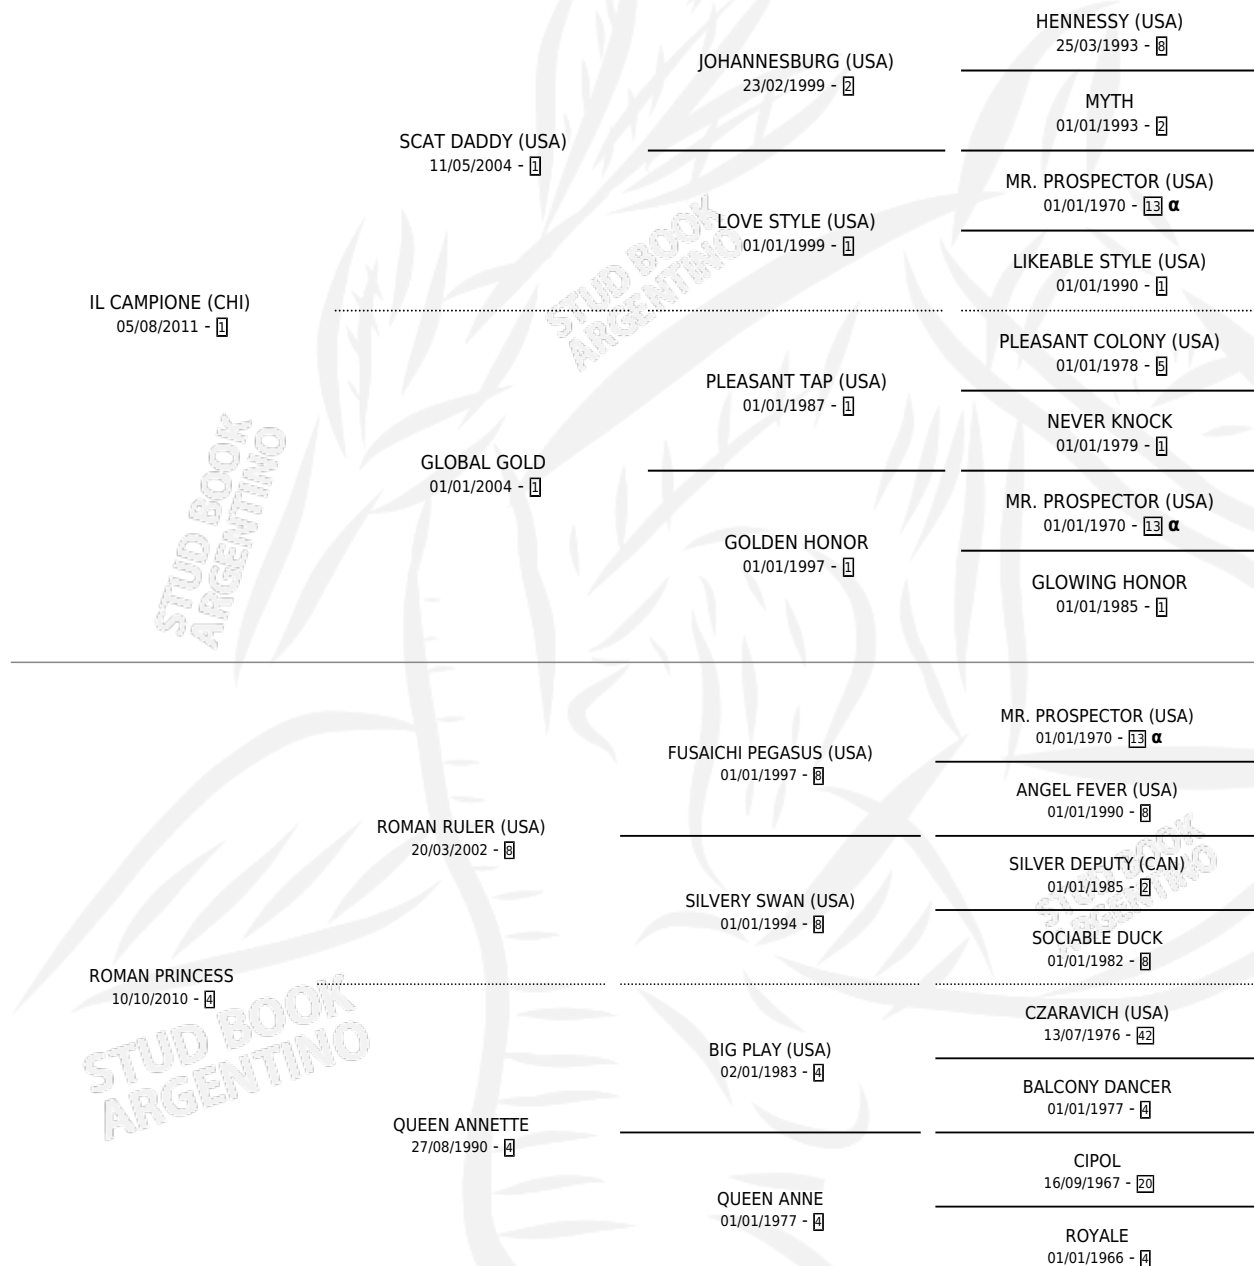 HENNESSY (USA)
25/03/1993 - 8
JOHANNESBURG (USA)
23/02/1999 - 2
MYTH
01/01/1993 - 2
SCAT DADDY (USA)
11/05/2004 - 1
MR. PROSPECTOR (USA)
01/01/1970 - 13 α
LOVE STYLE (USA)
01/01/1999 - 1
LIKEABLE STYLE (USA)
01/01/1990 - 1
IL CAMPIONE (CHI)
05/08/2011 - 1
PLEASANT COLONY (USA)
01/01/1978 - 5
PLEASANT TAP (USA)
01/01/1987 - 1
NEVER KNOCK
01/01/1979 - 1
GLOBAL GOLD
01/01/2004 - 1
MR. PROSPECTOR (USA)
01/01/1970 - 13 α
GOLDEN HONOR
01/01/1997 - 1
GLOWING HONOR
01/01/1985 - 1
MR. PROSPECTOR (USA)
01/01/1970 - 13 α
FUSAICHI PEGASUS (USA)
01/01/1997 - 8
ANGEL FEVER (USA)
01/01/1990 - 8
ROMAN RULER (USA)
20/03/2002 - 8
SILVER DEPUTY (CAN)
01/01/1985 - 2
SILVERY SWAN (USA)
01/01/1994 - 8
SOCIABLE DUCK
01/01/1982 - 8
ROMAN PRINCESS
10/10/2010 - 4
CZARAVICH (USA)
13/07/1976 - 42
BIG PLAY (USA)
02/01/1983 - 4
BALCONY DANCER
01/01/1977 - 4
QUEEN ANNETTE
27/08/1990 - 4
CIPOL
16/09/1967 - 20
QUEEN ANNE
01/01/1977 - 4
ROYALE
01/01/1966 - 4
STUD BOOK
ARGENTINO
STUD BOOK
ARGENTINO
STUD BOOK
ARGENTINO
STUD BOOK
ARGENTINO